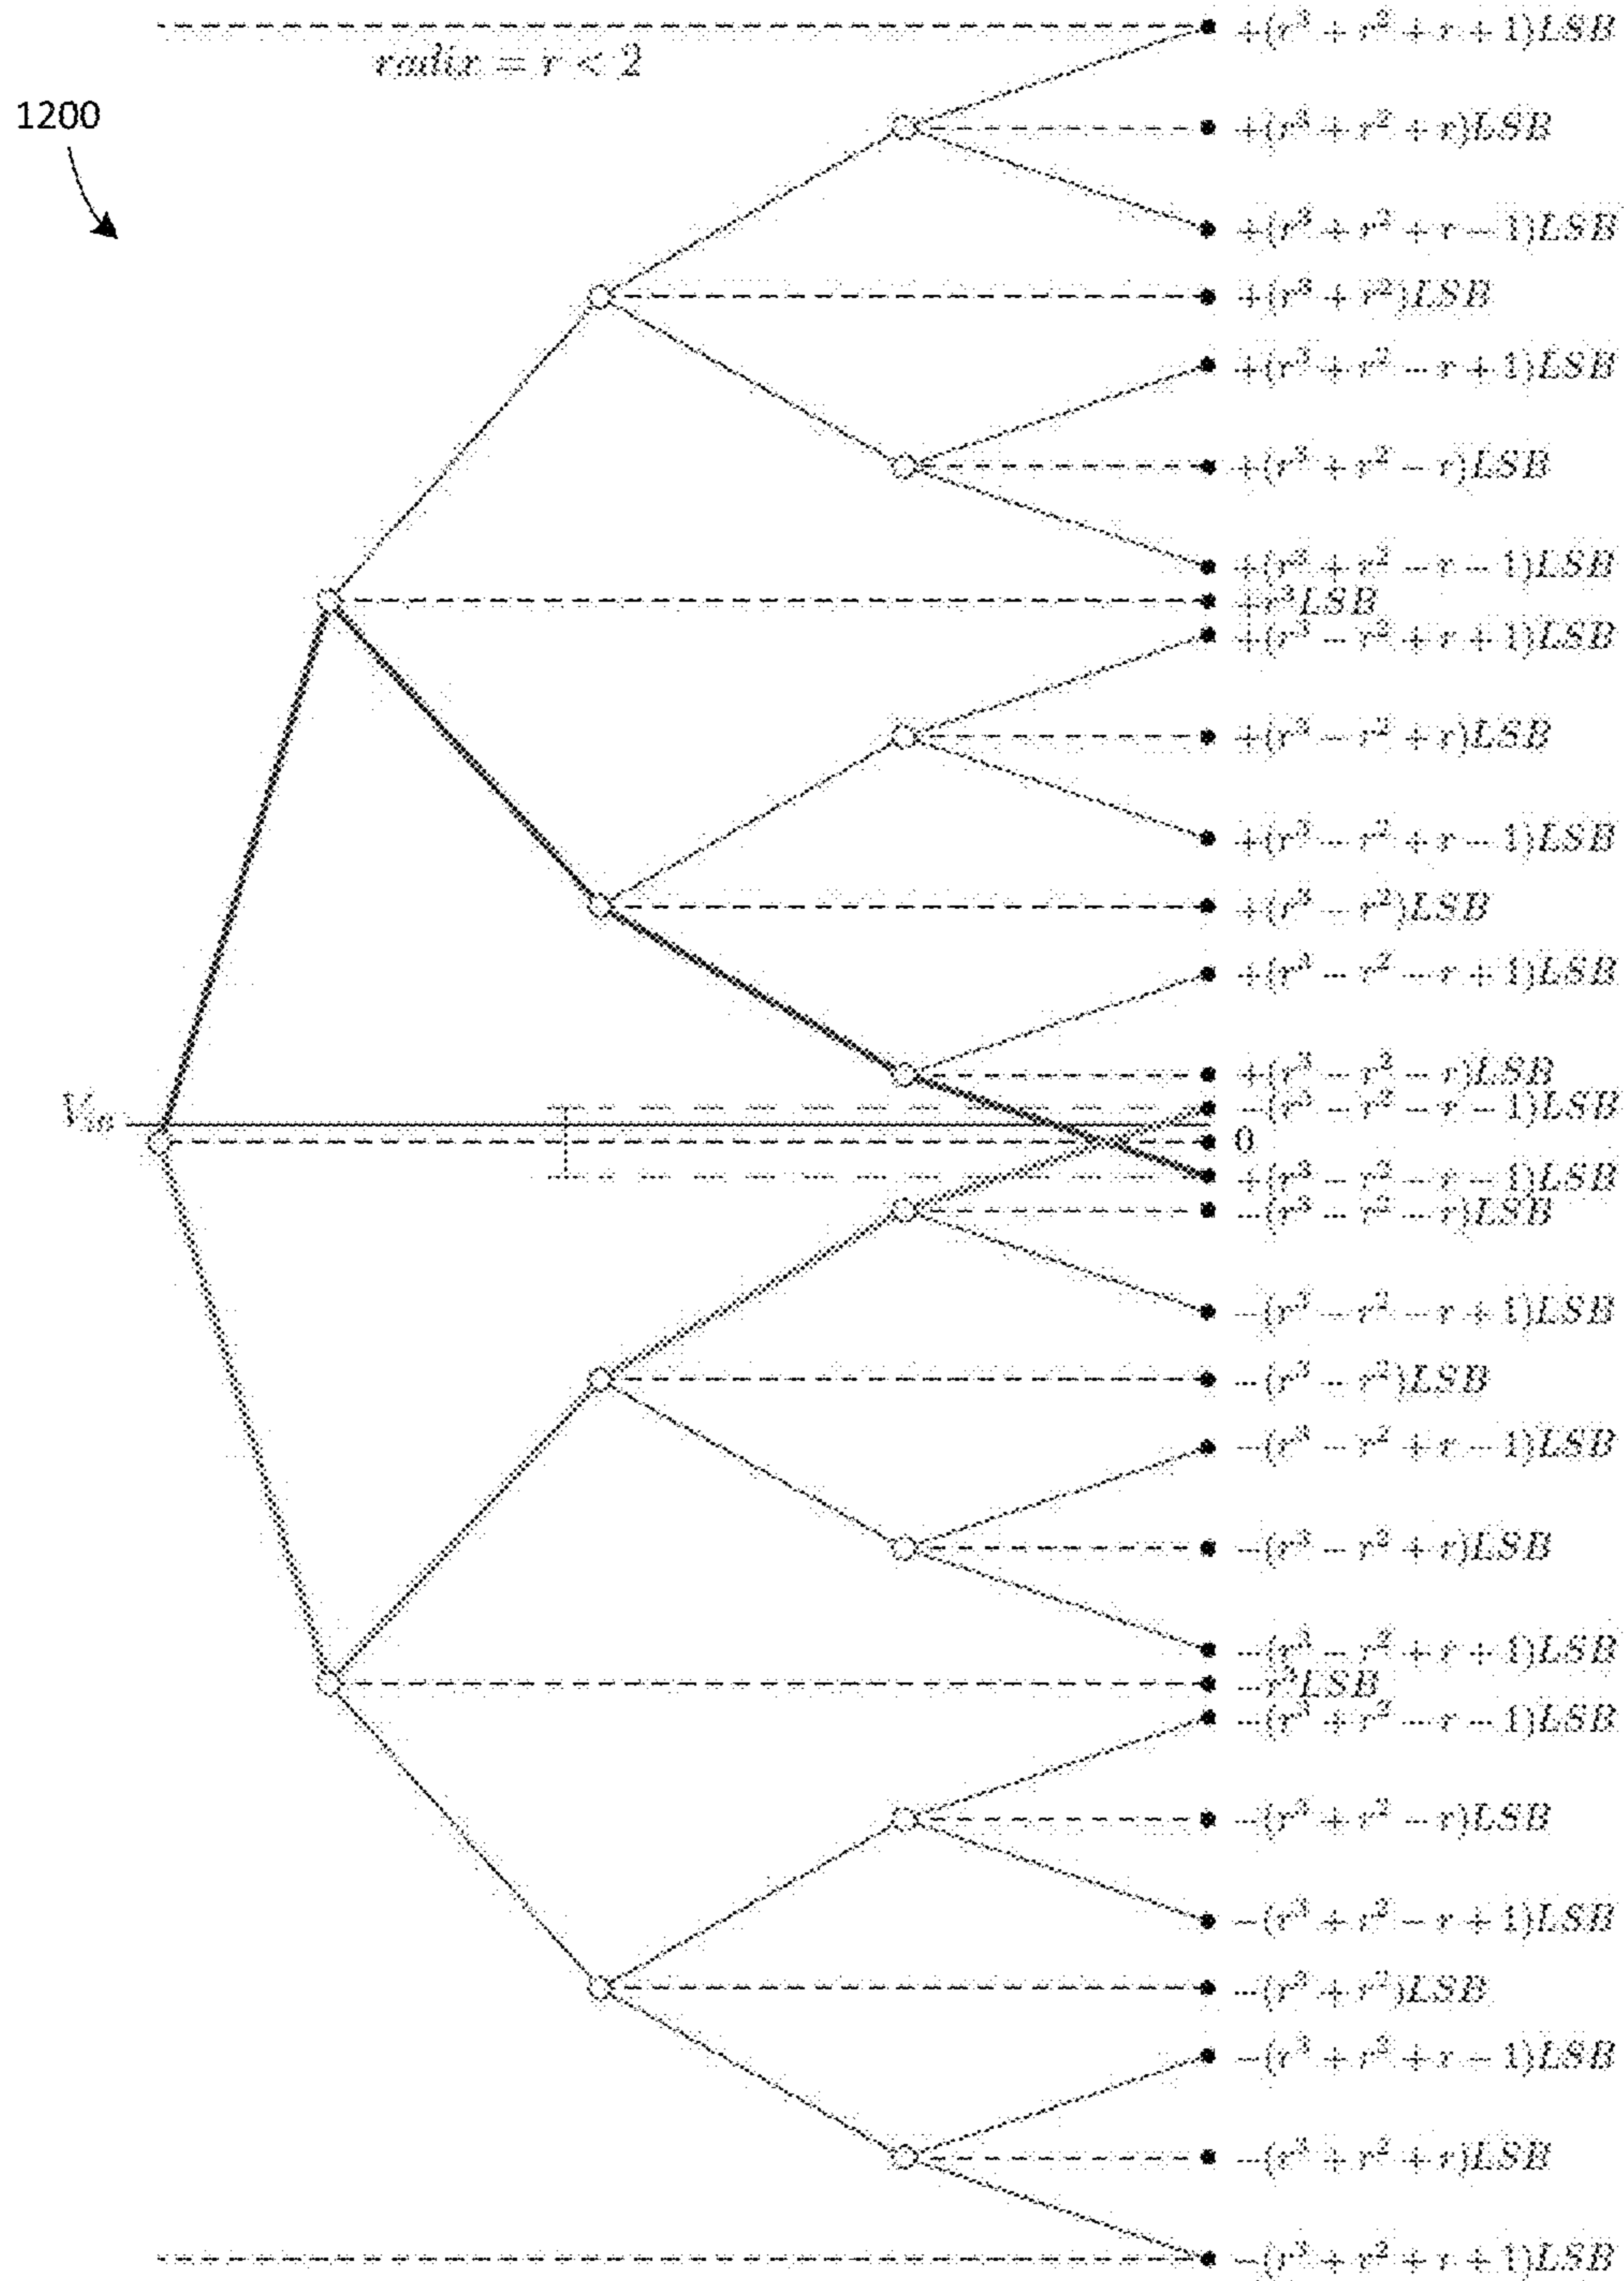 +(r³ + r² + r + 1)LSB
radix = r < 2
1200
+(r³ + r² + r)LSB
+(r³ + r² + r − 1)LSB
+(r³ + r²)LSB
+(r³ + r² − r + 1)LSB
+(r³ + r² − r)LSB
+(r³ + r² − r − 1)LSB
+r³LSB
+(r³ − r² + r + 1)LSB
+(r³ − r² + r)LSB
+(r³ − r² + r − 1)LSB
+(r³ − r²)LSB
+(r³ − r² − r + 1)LSB
+(r³ − r² − r)LSB
Vin
−(r³ − r² − r − 1)LSB
0
+(r³ − r² − r − 1)LSB
−(r³ − r² − r)LSB
−(r³ − r² − r + 1)LSB
−(r³ − r²)LSB
−(r³ − r² + r − 1)LSB
−(r³ − r² + r)LSB
−(r³ − r² + r + 1)LSB
−r³LSB
−(r³ + r² − r − 1)LSB
−(r³ + r² − r)LSB
−(r³ + r² − r + 1)LSB
−(r³ + r²)LSB
−(r³ + r² + r − 1)LSB
−(r³ + r² + r)LSB
−(r³ + r² + r + 1)LSB